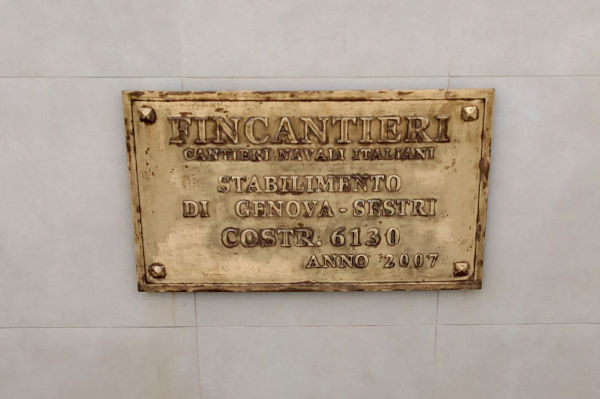 FINCANTIERI
CANTIERI NAVALI ITALIANI
STABILIMENTO
DI GENOVA - SESTRI
COSTR. 6130
ANNO 2007